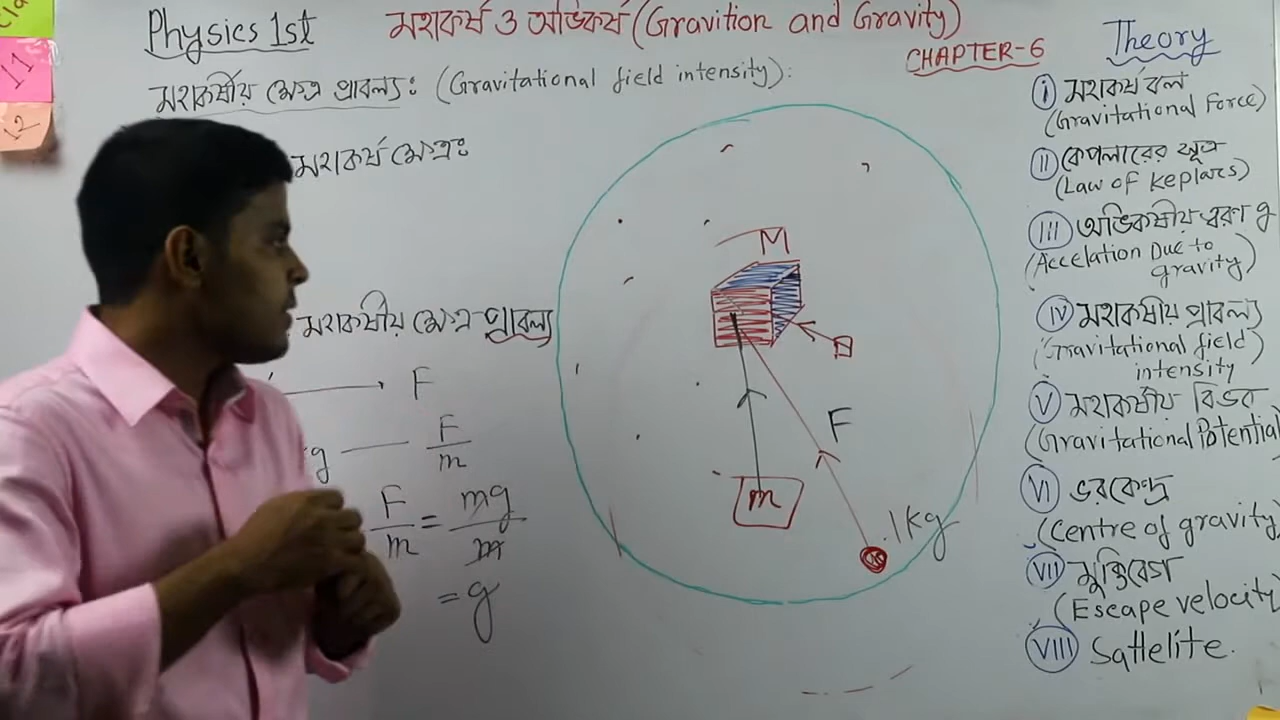 Physics 1st
মহাকর্ষ ও অভিকর্ষ (Gravition and Gravity)
CHAPTER-6
মহাকর্ষীয় ক্ষেত্র প্রাবল্য: (Gravitational field intensity):
মহাকর্ষ ক্ষেত্র:
মহাকর্ষীয় ক্ষেত্র প্রাবল্য
F
g F/m
F/m = mg/m
= g
M
F
m
1kg
Theory
i মহাকর্ষ বল
(Gravitational Force)
II কেপলারের সূত্র
(Law of Keplars)
III অভিকর্ষীয় ত্বরণ g
(Accelation Due to
gravity)
IV মহাকর্ষীয় প্রাবল্য
(Gravitational field)
intensity
V মহাকর্ষীয় বিভব
(Gravitational Potential)
VI ভরকেন্দ্র
(Centre of gravity)
VII মুক্তিবেগ
(Escape velocity)
VIII Sattelite.
11
12